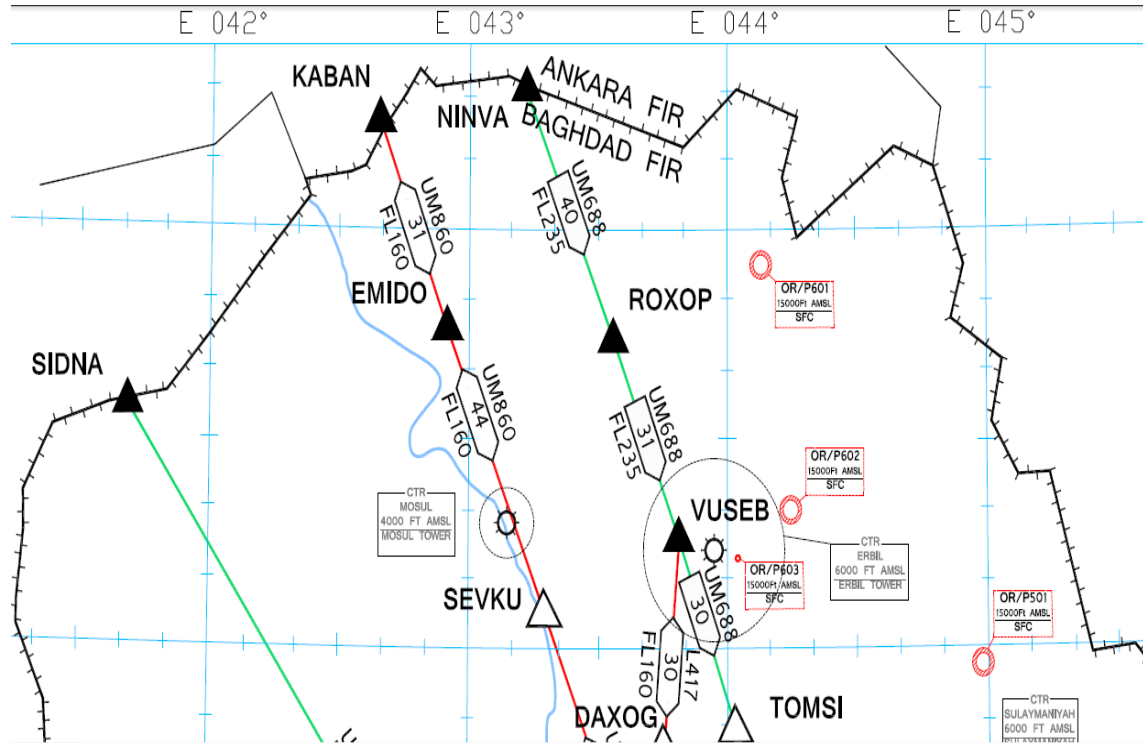 E 042°
E 043°
E 044°
E 045°
KABAN
NINVA
ANKARA FIR
BAGHDAD FIR
UM860
31
FL160
UM688
40
FL235
EMIDO
ROXOP
OR/P601
15000Ft AMSL
SFC
SIDNA
UM860
44
FL160
UM688
31
FL235
OR/P602
15000Ft AMSL
SFC
CTR
MOSUL
4000 FT AMSL
MOSUL TOWER
VUSEB
CTR
ERBIL
6000 FT AMSL
ERBIL TOWER
OR/P603
15000Ft AMSL
SFC
SEVKU
UM688
30
OR/P501
15000Ft AMSL
SFC
L417
30
FL160
DAXOG
TOMSI
CTR
SULAYMANIYAH
6000 FT AMSL